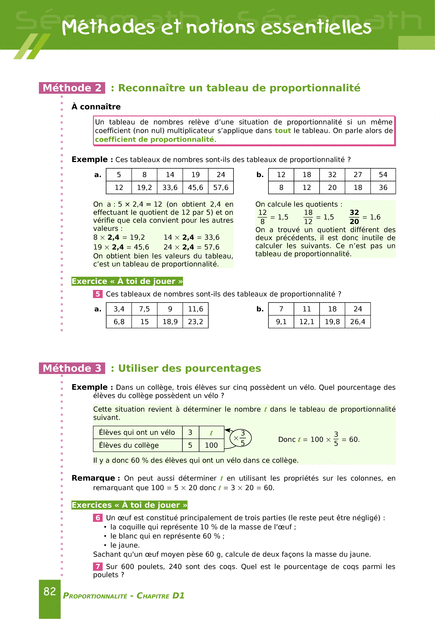 Méthodes et notions essentielles
Méthode 2 : Reconnaître un tableau de proportionnalité
À connaître
Un tableau de nombres relève d'une situation de proportionnalité si un même
coefficient (non nul) multiplicateur s'applique dans tout le tableau. On parle alors de
coefficient de proportionnalité.
Exemple : Ces tableaux de nombres sont-ils des tableaux de proportionnalité ?
a. 5 8 14 19 24
12 19,2 33,6 45,6 57,6
On a : 5 × 2,4 = 12 (on obtient 2,4 en
effectuant le quotient de 12 par 5) et on
vérifie que cela convient pour les autres
valeurs :
8 × 2,4 = 19,2 14 × 2,4 = 33,6
19 × 2,4 = 45,6 24 × 2,4 = 57,6
On obtient bien les valeurs du tableau,
c'est un tableau de proportionnalité.
b. 12 18 32 27 54
8 12 20 18 36
On calcule les quotients :
12/8 = 1,5 18/12 = 1,5 32/20 = 1,6
On a trouvé un quotient différent des
deux précédents, il est donc inutile de
calculer les suivants. Ce n'est pas un
tableau de proportionnalité.
Exercice « À toi de jouer »
5 Ces tableaux de nombres sont-ils des tableaux de proportionnalité ?
a. 3,4 7,5 9 11,6
6,8 15 18,9 23,2
b. 7 11 18 24
9,1 12,1 19,8 26,4
Méthode 3 : Utiliser des pourcentages
Exemple : Dans un collège, trois élèves sur cinq possèdent un vélo. Quel pourcentage des
élèves du collège possèdent un vélo ?
Cette situation revient à déterminer le nombre t dans le tableau de proportionnalité
suivant.
Élèves qui ont un vélo 3 t
Élèves du collège 5 100
× 3/5
Donc t = 100 × 3/5 = 60.
Il y a donc 60 % des élèves qui ont un vélo dans ce collège.
Remarque : On peut aussi déterminer t en utilisant les propriétés sur les colonnes, en
remarquant que 100 = 5 × 20 donc t = 3 × 20 = 60.
Exercices « À toi de jouer »
6 Un œuf est constitué principalement de trois parties (le reste peut être négligé) :
• la coquille qui représente 10 % de la masse de l'œuf ;
• le blanc qui en représente 60 % ;
• le jaune.
Sachant qu'un œuf moyen pèse 60 g, calcule de deux façons la masse du jaune.
7 Sur 600 poulets, 240 sont des coqs. Quel est le pourcentage de coqs parmi les
poulets ?
82 PROPORTIONNALITÉ - CHAPITRE D1